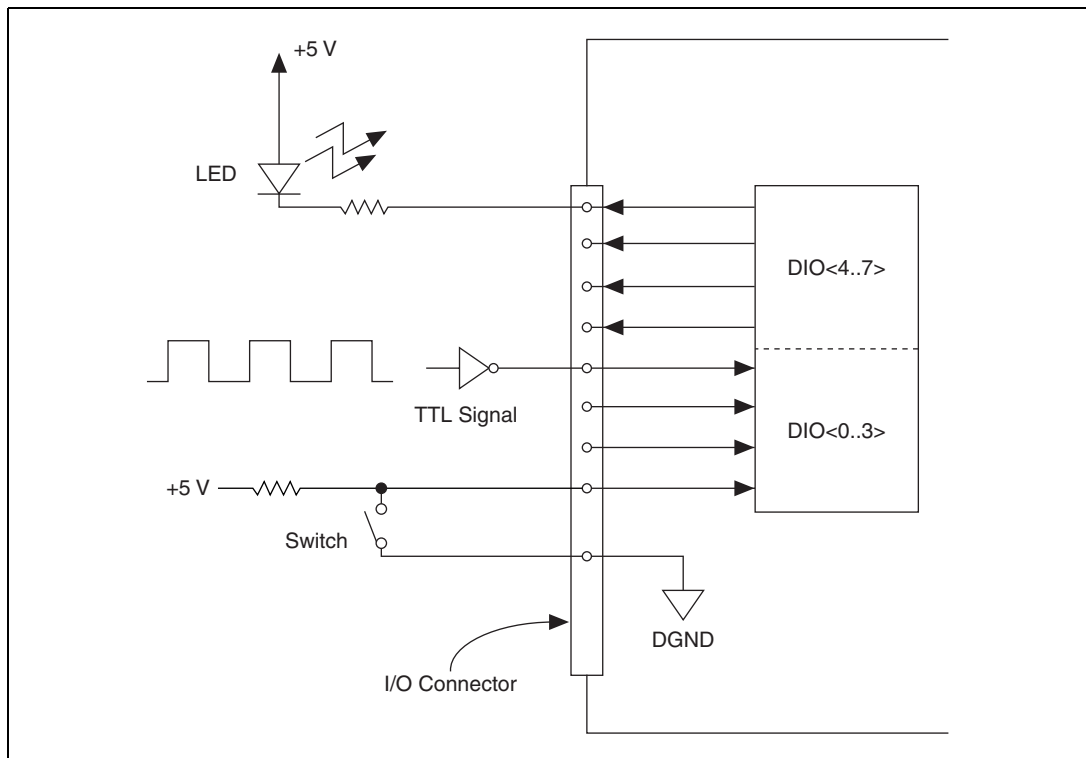 +5 V
LED
DIO<4..7>
TTL Signal
DIO<0..3>
+5 V
Switch
DGND
I/O Connector